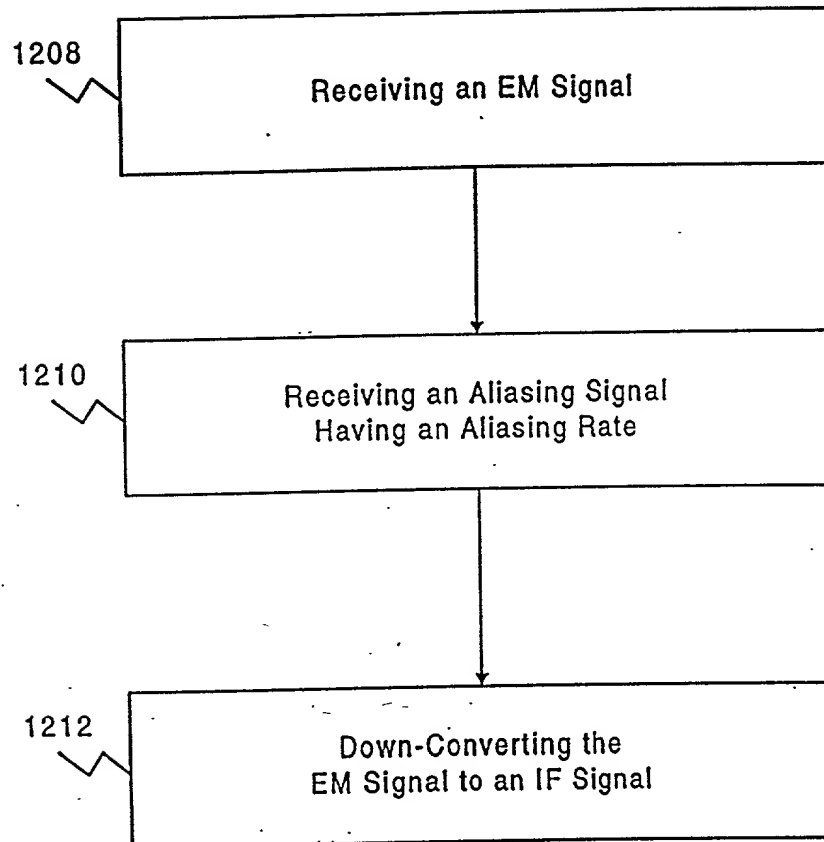 1208
Receiving an EM Signal
1210
Receiving an Aliasing Signal
Having an Aliasing Rate
1212
Down-Converting the
EM Signal to an IF Signal